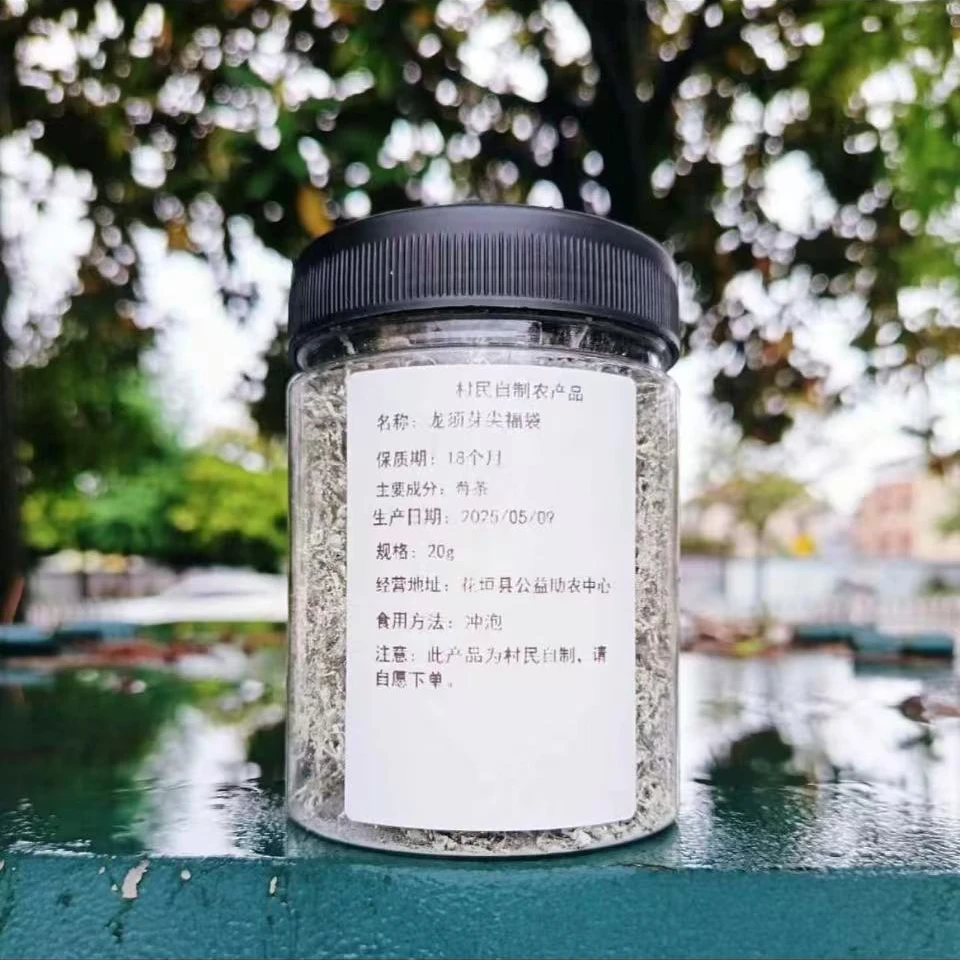 村民自制农产品
名称：龙须芽尖福袋
保质期：18个月
主要成分：莓茶
生产日期：2025/05/09
规格：20g
经营地址：花垣县公益助农中心
食用方法：冲泡
注意：此产品为村民自制，请
自愿下单。